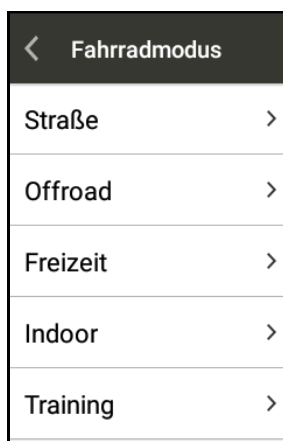 Fahrradmodus
Straße
Offroad
Freizeit
Indoor
Training